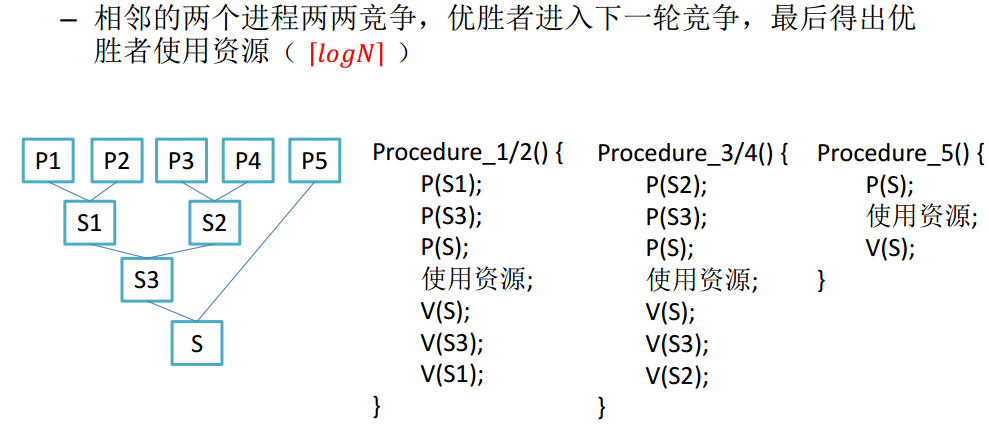 – 相邻的两个进程两两竞争，优胜者进入下一轮竞争，最后得出优
胜者使用资源（⌈logN⌉）
P1 P2 P3 P4 P5
S1 S2
S3
S
Procedure_1/2() {
P(S1);
P(S3);
P(S);
使用资源;
V(S);
V(S3);
V(S1);
}
Procedure_3/4() {
P(S2);
P(S3);
P(S);
使用资源;
V(S);
V(S3);
V(S2);
}
Procedure_5() {
P(S);
使用资源;
V(S);
}